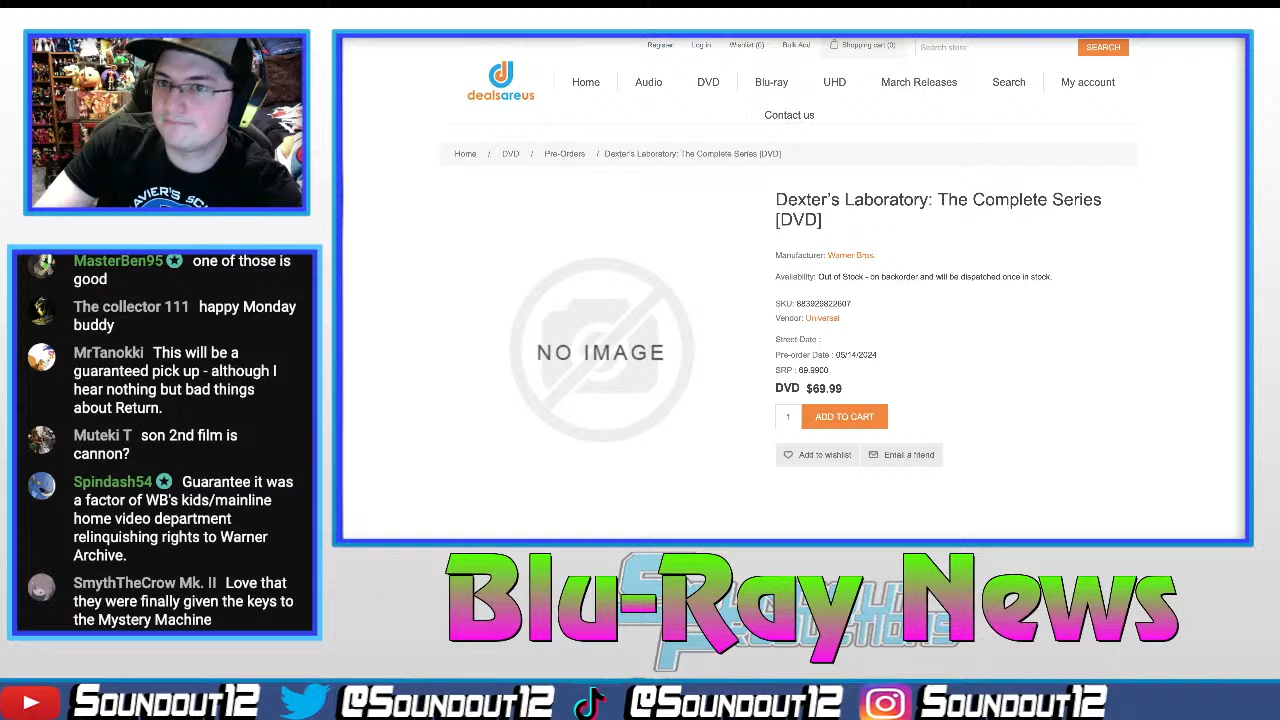 Register Log in Wishlist (0) Bulk Add Shopping cart (0) Search store SEARCH
dealsareus
Home Audio DVD Blu-ray UHD March Releases Search My account
Contact us
Home / DVD / Pre-Orders / Dexter's Laboratory: The Complete Series [DVD]
NO IMAGE
Dexter's Laboratory: The Complete Series
[DVD]
Manufacturer: Warner Bros.
Availability: Out of Stock - on backorder and will be dispatched once in stock.
SKU: 883929822607
Vendor: Universal
Street Date :
Pre-order Date : 05/14/2024
SRP : 69.9900
DVD $69.99
1 ADD TO CART
Add to wishlist Email a friend
MasterBen95 one of those is
good
The collector 111 happy Monday
buddy
MrTanokki This will be a
guaranteed pick up - although I
hear nothing but bad things
about Return.
Muteki T son 2nd film is
cannon?
Spindash54 Guarantee it was
a factor of WB's kids/mainline
home video department
relinquishing rights to Warner
Archive.
SmythTheCrow Mk. II Love that
they were finally given the keys to
the Mystery Machine
Blu-Ray News
Soundout12 @Soundout12 @Soundout12 Soundout12